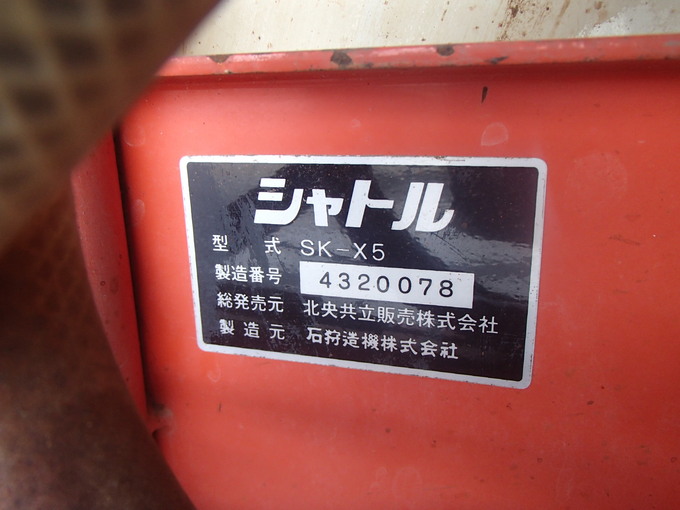 シャトル
型式 SK-X5
製造番号 4320078
総発売元 北央共立販売株式会社
製造元 石狩造機株式会社